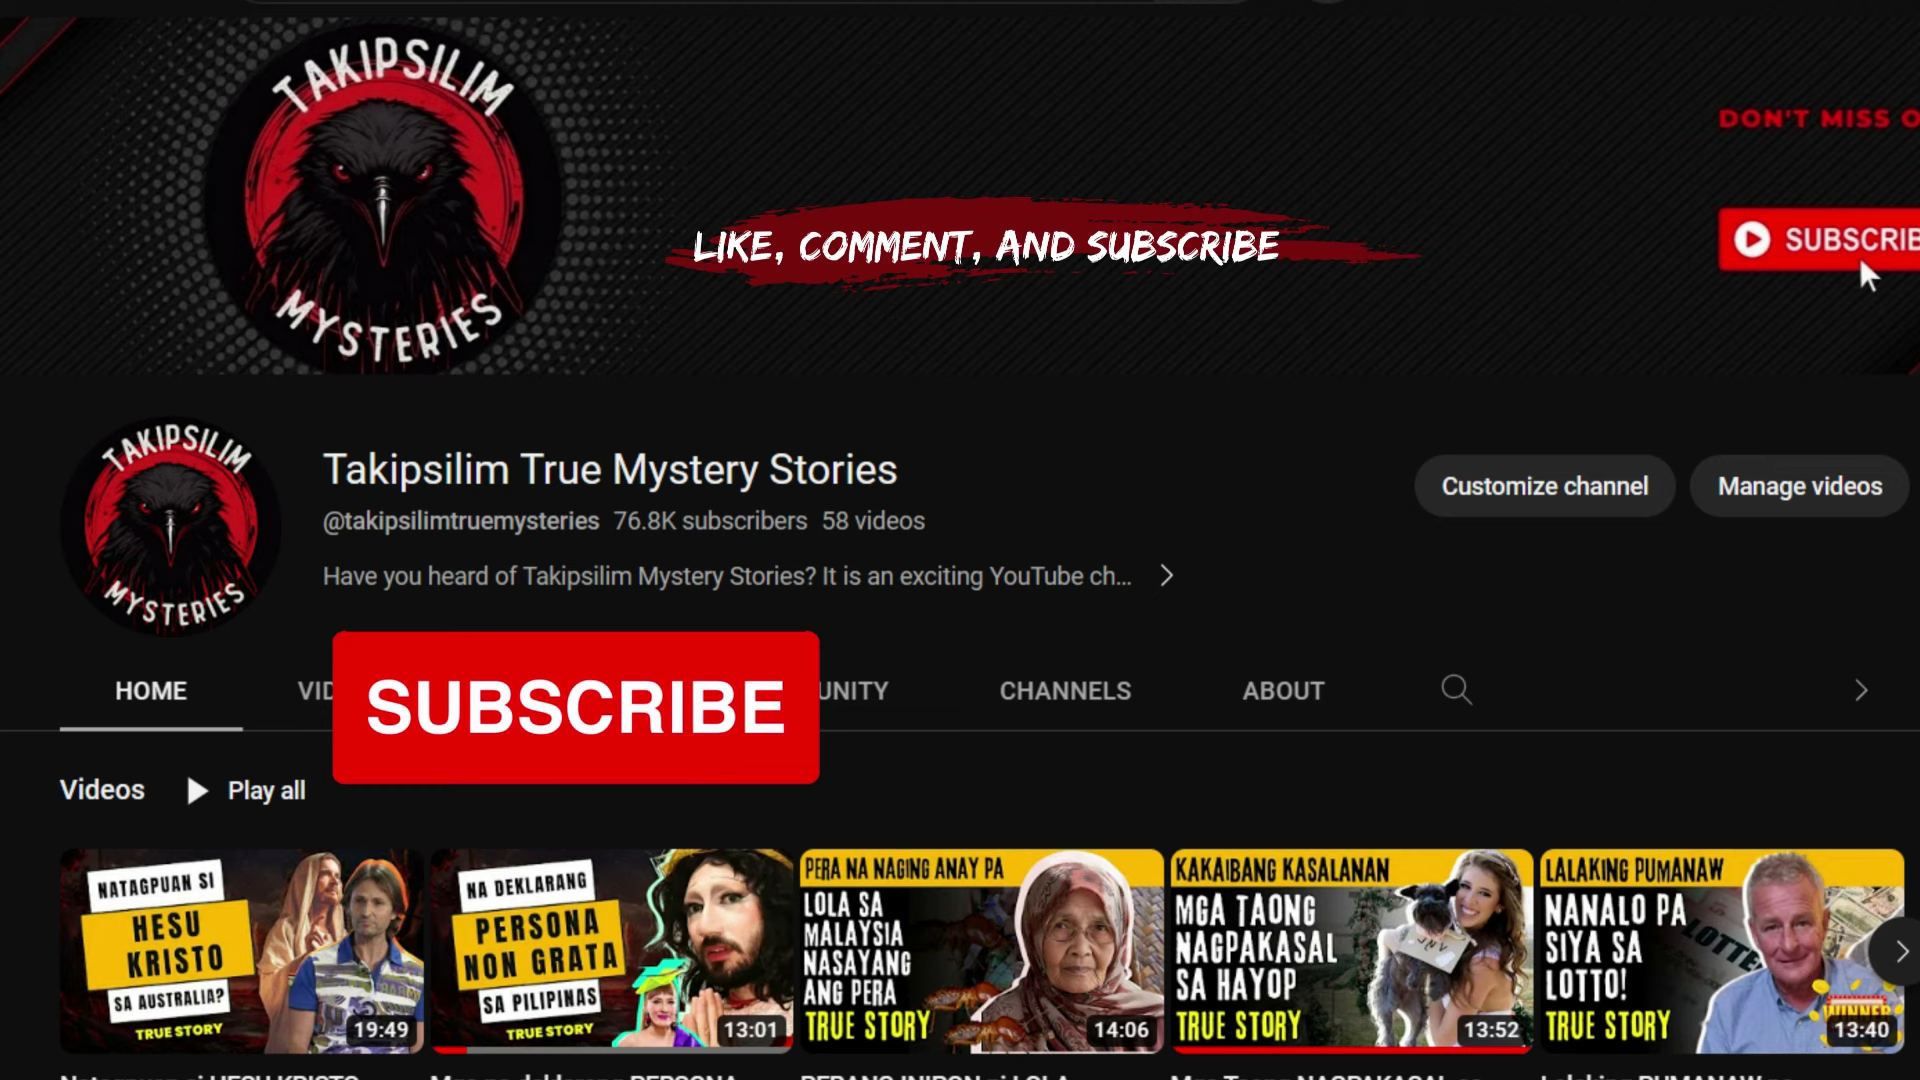 TAKIPSILIM
MYSTERIES
LIKE, COMMENT, AND SUBSCRIBE
DON'T MISS O
SUBSCRIBE
TAKIPSILIM
MYSTERIES
Takipsilim True Mystery Stories
@takipsilimtruemysteries 76.8K subscribers 58 videos
Have you heard of Takipsilim Mystery Stories? It is an exciting YouTube ch...
Customize channel
Manage videos
HOME
VID
SUBSCRIBE
UNITY
CHANNELS
ABOUT
Videos
Play all
NATAGPUAN SI
HESU
KRISTO
SA AUSTRALIA?
TRUE STORY
19:49
NA DEKLARANG
PERSONA
NON GRATA
SA PILIPINAS
TRUE STORY
13:01
PERA NA NAGING ANAY PA
LOLA SA
MALAYSIA
NASAYANG
ANG PERA
TRUE STORY
14:06
KAKAIBANG KASALANAN
MGA TAONG
NAGPAKASAL
SA HAYOP
TRUE STORY
JNV
13:52
LALAKING PUMANAW
NANALO PA
SIYA SA
LOTTO!
TRUE STORY
LOTTE
WINNER
13:40